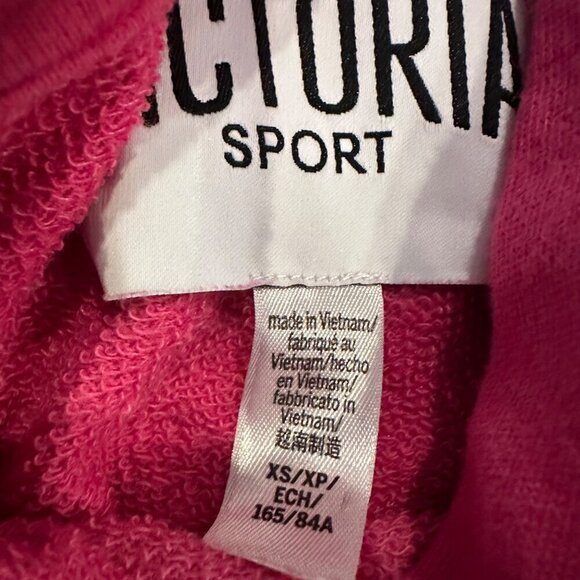 ICTORIA
SPORT
made in Vietnam/
fabriqué au
Vietnam/hecho
en Vietnam/
fabbricato in
Vietnam/
越南制造
XS/XP/
ECH/
165/84A